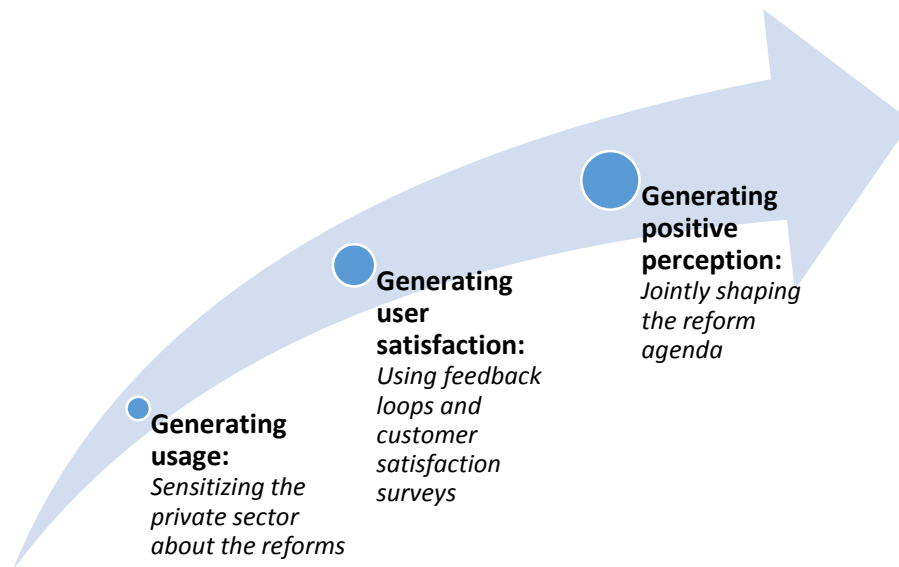 Generating
usage:
Sensitizing the
private sector
about the reforms
Generating
user
satisfaction:
Using feedback
loops and
customer
satisfaction
surveys
Generating
positive
perception:
Jointly shaping
the reform
agenda